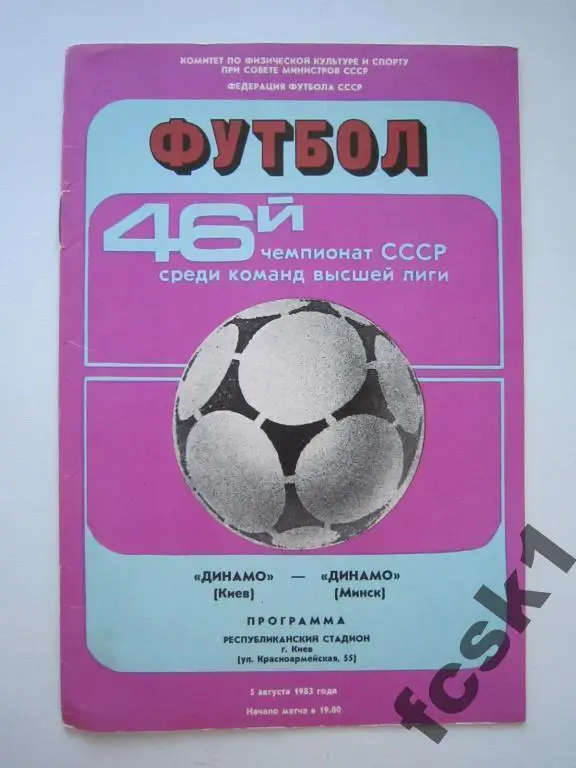 КОМИТЕТ ПО ФИЗИЧЕСКОЙ КУЛЬТУРЕ И СПОРТУ
ПРИ СОВЕТЕ МИНИСТРОВ СССР
ФЕДЕРАЦИЯ ФУТБОЛА СССР
ФУТБОЛ
46Й
чемпионат СССР
среди команд высшей лиги
«ДИНАМО» — «ДИНАМО»
(Киев) (Минск)
ПРОГРАММА
РЕСПУБЛИКАНСКИЙ СТАДИОН
г. Киев
(ул. Красноармейская, 55)
5 августа 1983 года
Начало матча в 19.00
fcsk1